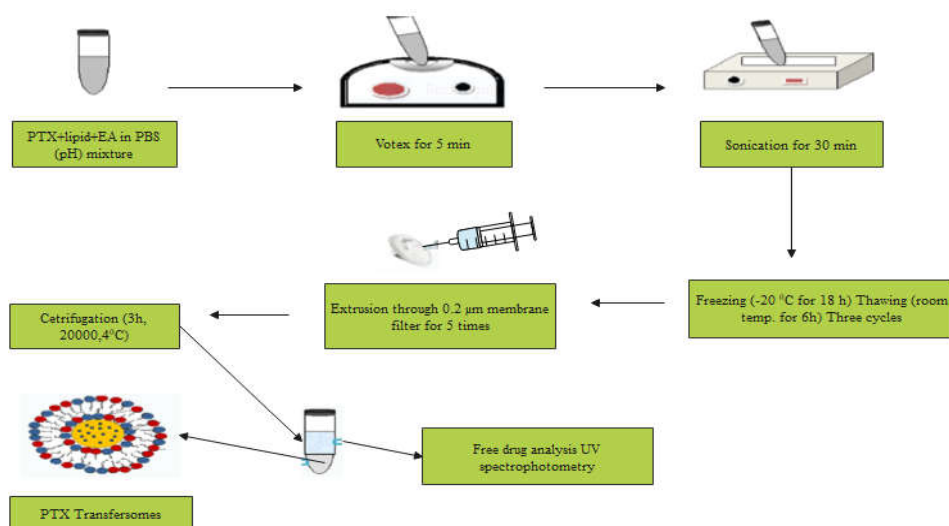 PTX+lipid+EA in PBS
(pH) mixture
Votex for 5 min
Sonication for 30 min
Freezing (-20 ⁰C for 18 h) Thawing (room
temp. for 6h) Three cycles
Extrusion through 0.2 µm membrane
filter for 5 times
Cetrifugation (3h,
20000,4⁰C)
Free drug analysis UV
spectrophotometry
PTX Transfersomes